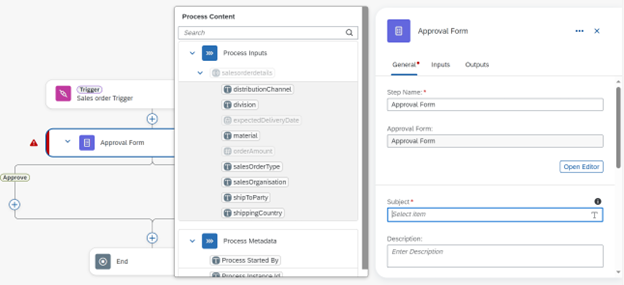 Trigger
Sales order Trigger
Approval Form
Approve
End
Process Content
Search
Process Inputs
salesorderdetails
distributionChannel
division
expectedDeliveryDate
material
orderAmount
salesOrderType
salesOrganisation
shipToParty
shippingCountry
Process Metadata
Process Started By
Process Instance Id
Approval Form
General*
Inputs
Outputs
Step Name:*
Approval Form
Approval Form:
Approval Form
Open Editor
Subject*
Select item
Description:
Enter Description